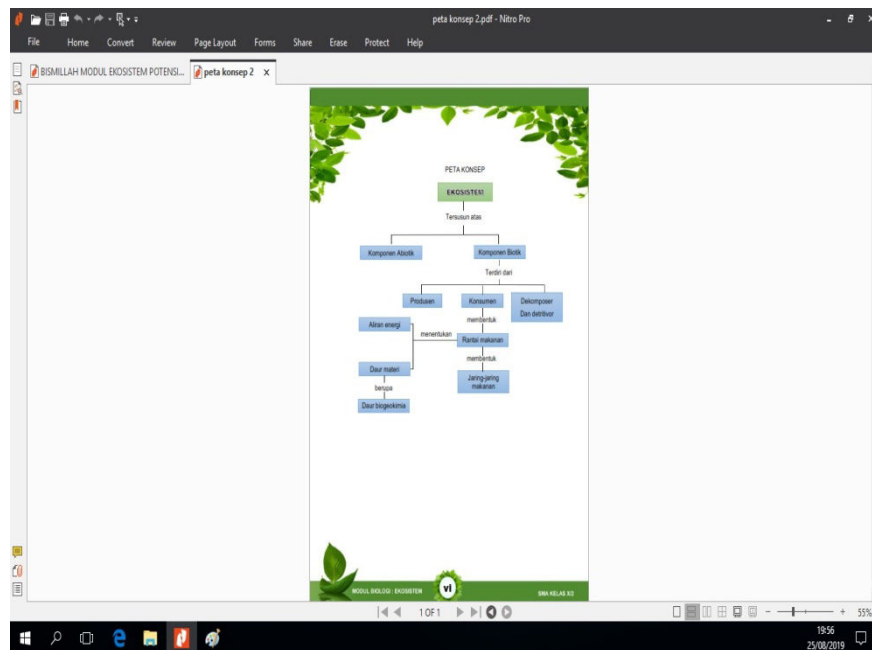 peta konsep 2.pdf - Nitro Pro
File Home Convert Review Page Layout Forms Share Erase Protect Help
BISMILLAH MODUL EKOSISTEM POTENSI... peta konsep 2 x
PETA KONSEP
EKOSISTEM
Tersusun atas
Komponen Abiotik Komponen Biotik
Terdiri dari
Produsen Konsumen Dekomposer
Dan detritivor
membentuk
Aliran energi
menentukan
Rantai makanan
membentuk
Daur materi
Jaring-jaring
makanan
berupa
Daur biogeokimia
MODUL BIOLOGI : EKOSISTEM
vi
1 OF 1
55%
19:56
25/08/2019